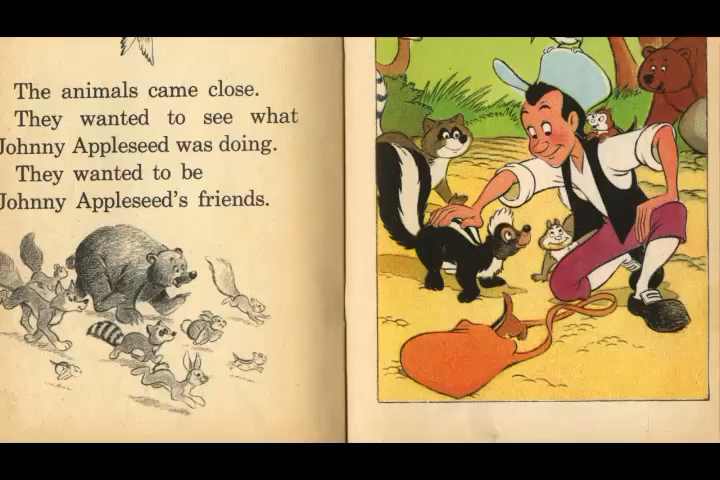 The animals came close.
They wanted to see what
Johnny Appleseed was doing.
They wanted to be
Johnny Appleseed's friends.